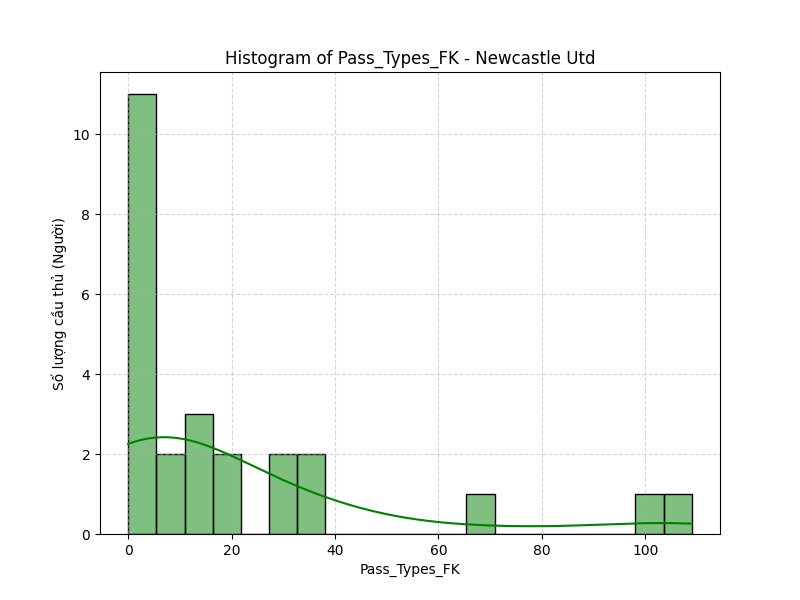 Histogram of Pass_Types_FK - Newcastle Utd
Số lượng cầu thủ (Người)
10
8
6
4
2
0
0 20 40 60 80 100
Pass_Types_FK